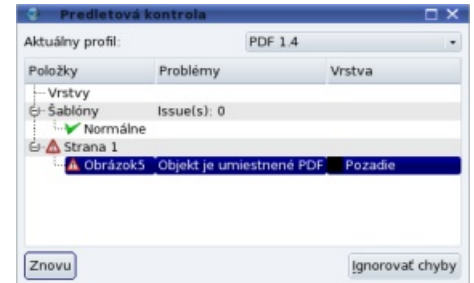 Predletová kontrola
Aktuálny profil: PDF 1.4
Položky Problémy Vrstva
Vrstvy
Šablóny Issue(s): 0
Normálne
Strana 1
Obrázok5 Objekt je umiestnené PDF Pozadie
Znovu Ignorovať chyby